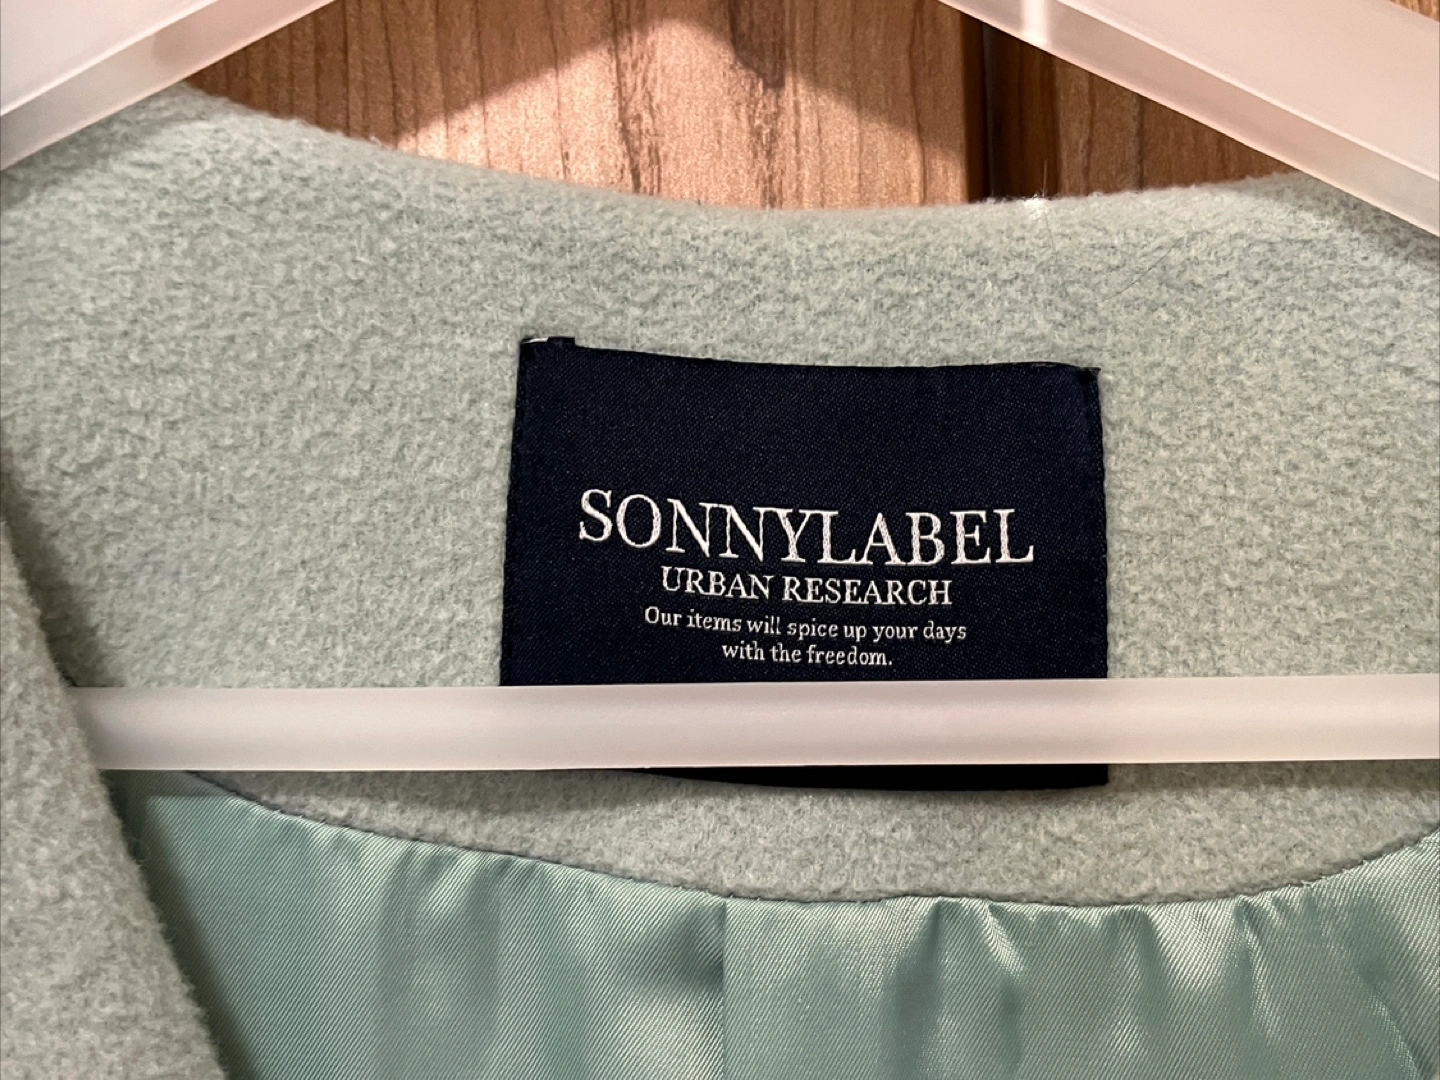 SONNYLABEL
URBAN RESEARCH
Our items will spice up your days
with the freedom.